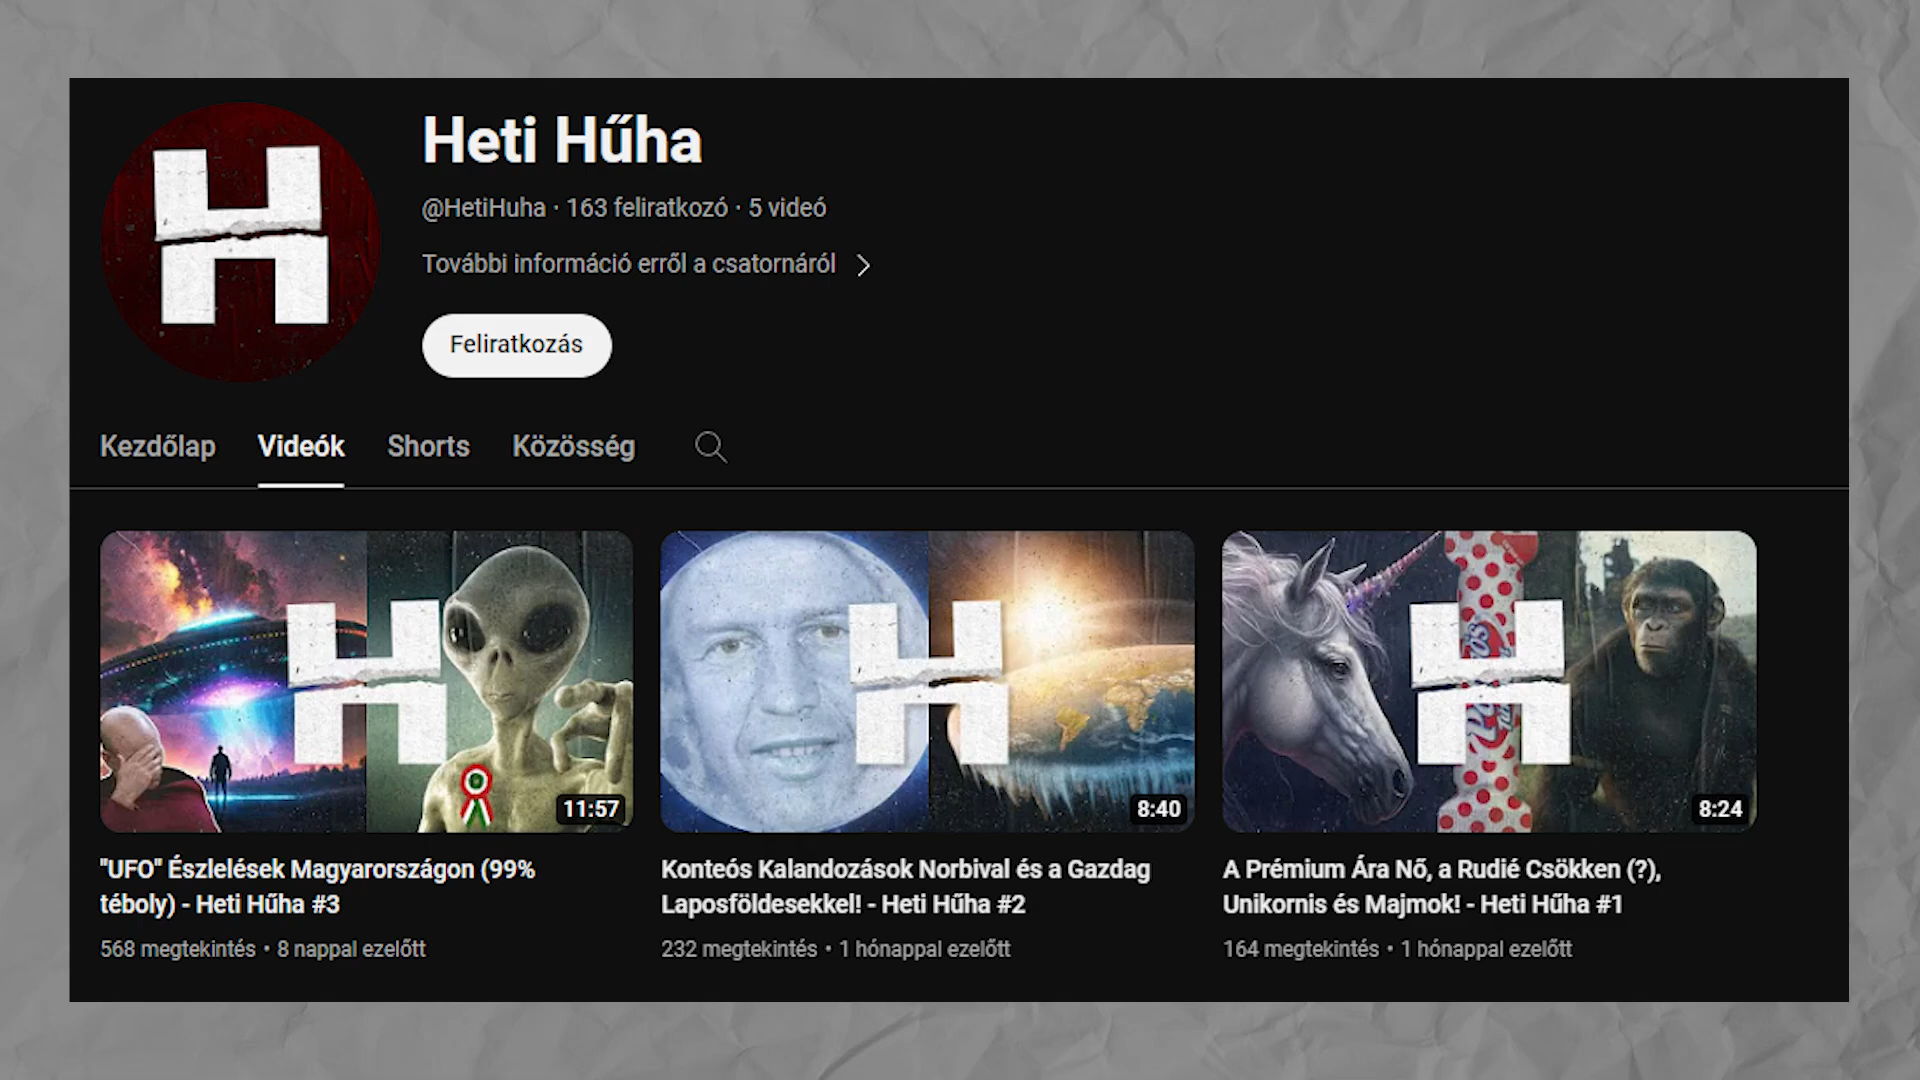 H
Heti Hűha
@HetiHuha · 163 feliratkozó · 5 videó
További információ erről a csatornáról
Feliratkozás
Kezdőlap Videók Shorts Közösség
H
11:57
H
8:40
H
8:24
"UFO" Észlelések Magyarországon (99%
téboly) - Heti Hűha #3
568 megtekintés • 8 nappal ezelőtt
Konteós Kalandozások Norbival és a Gazdag
Laposföldesekkel! - Heti Hűha #2
232 megtekintés • 1 hónappal ezelőtt
A Prémium Ára Nő, a Rudié Csökken (?),
Unikornis és Majmok! - Heti Hűha #1
164 megtekintés • 1 hónappal ezelőtt